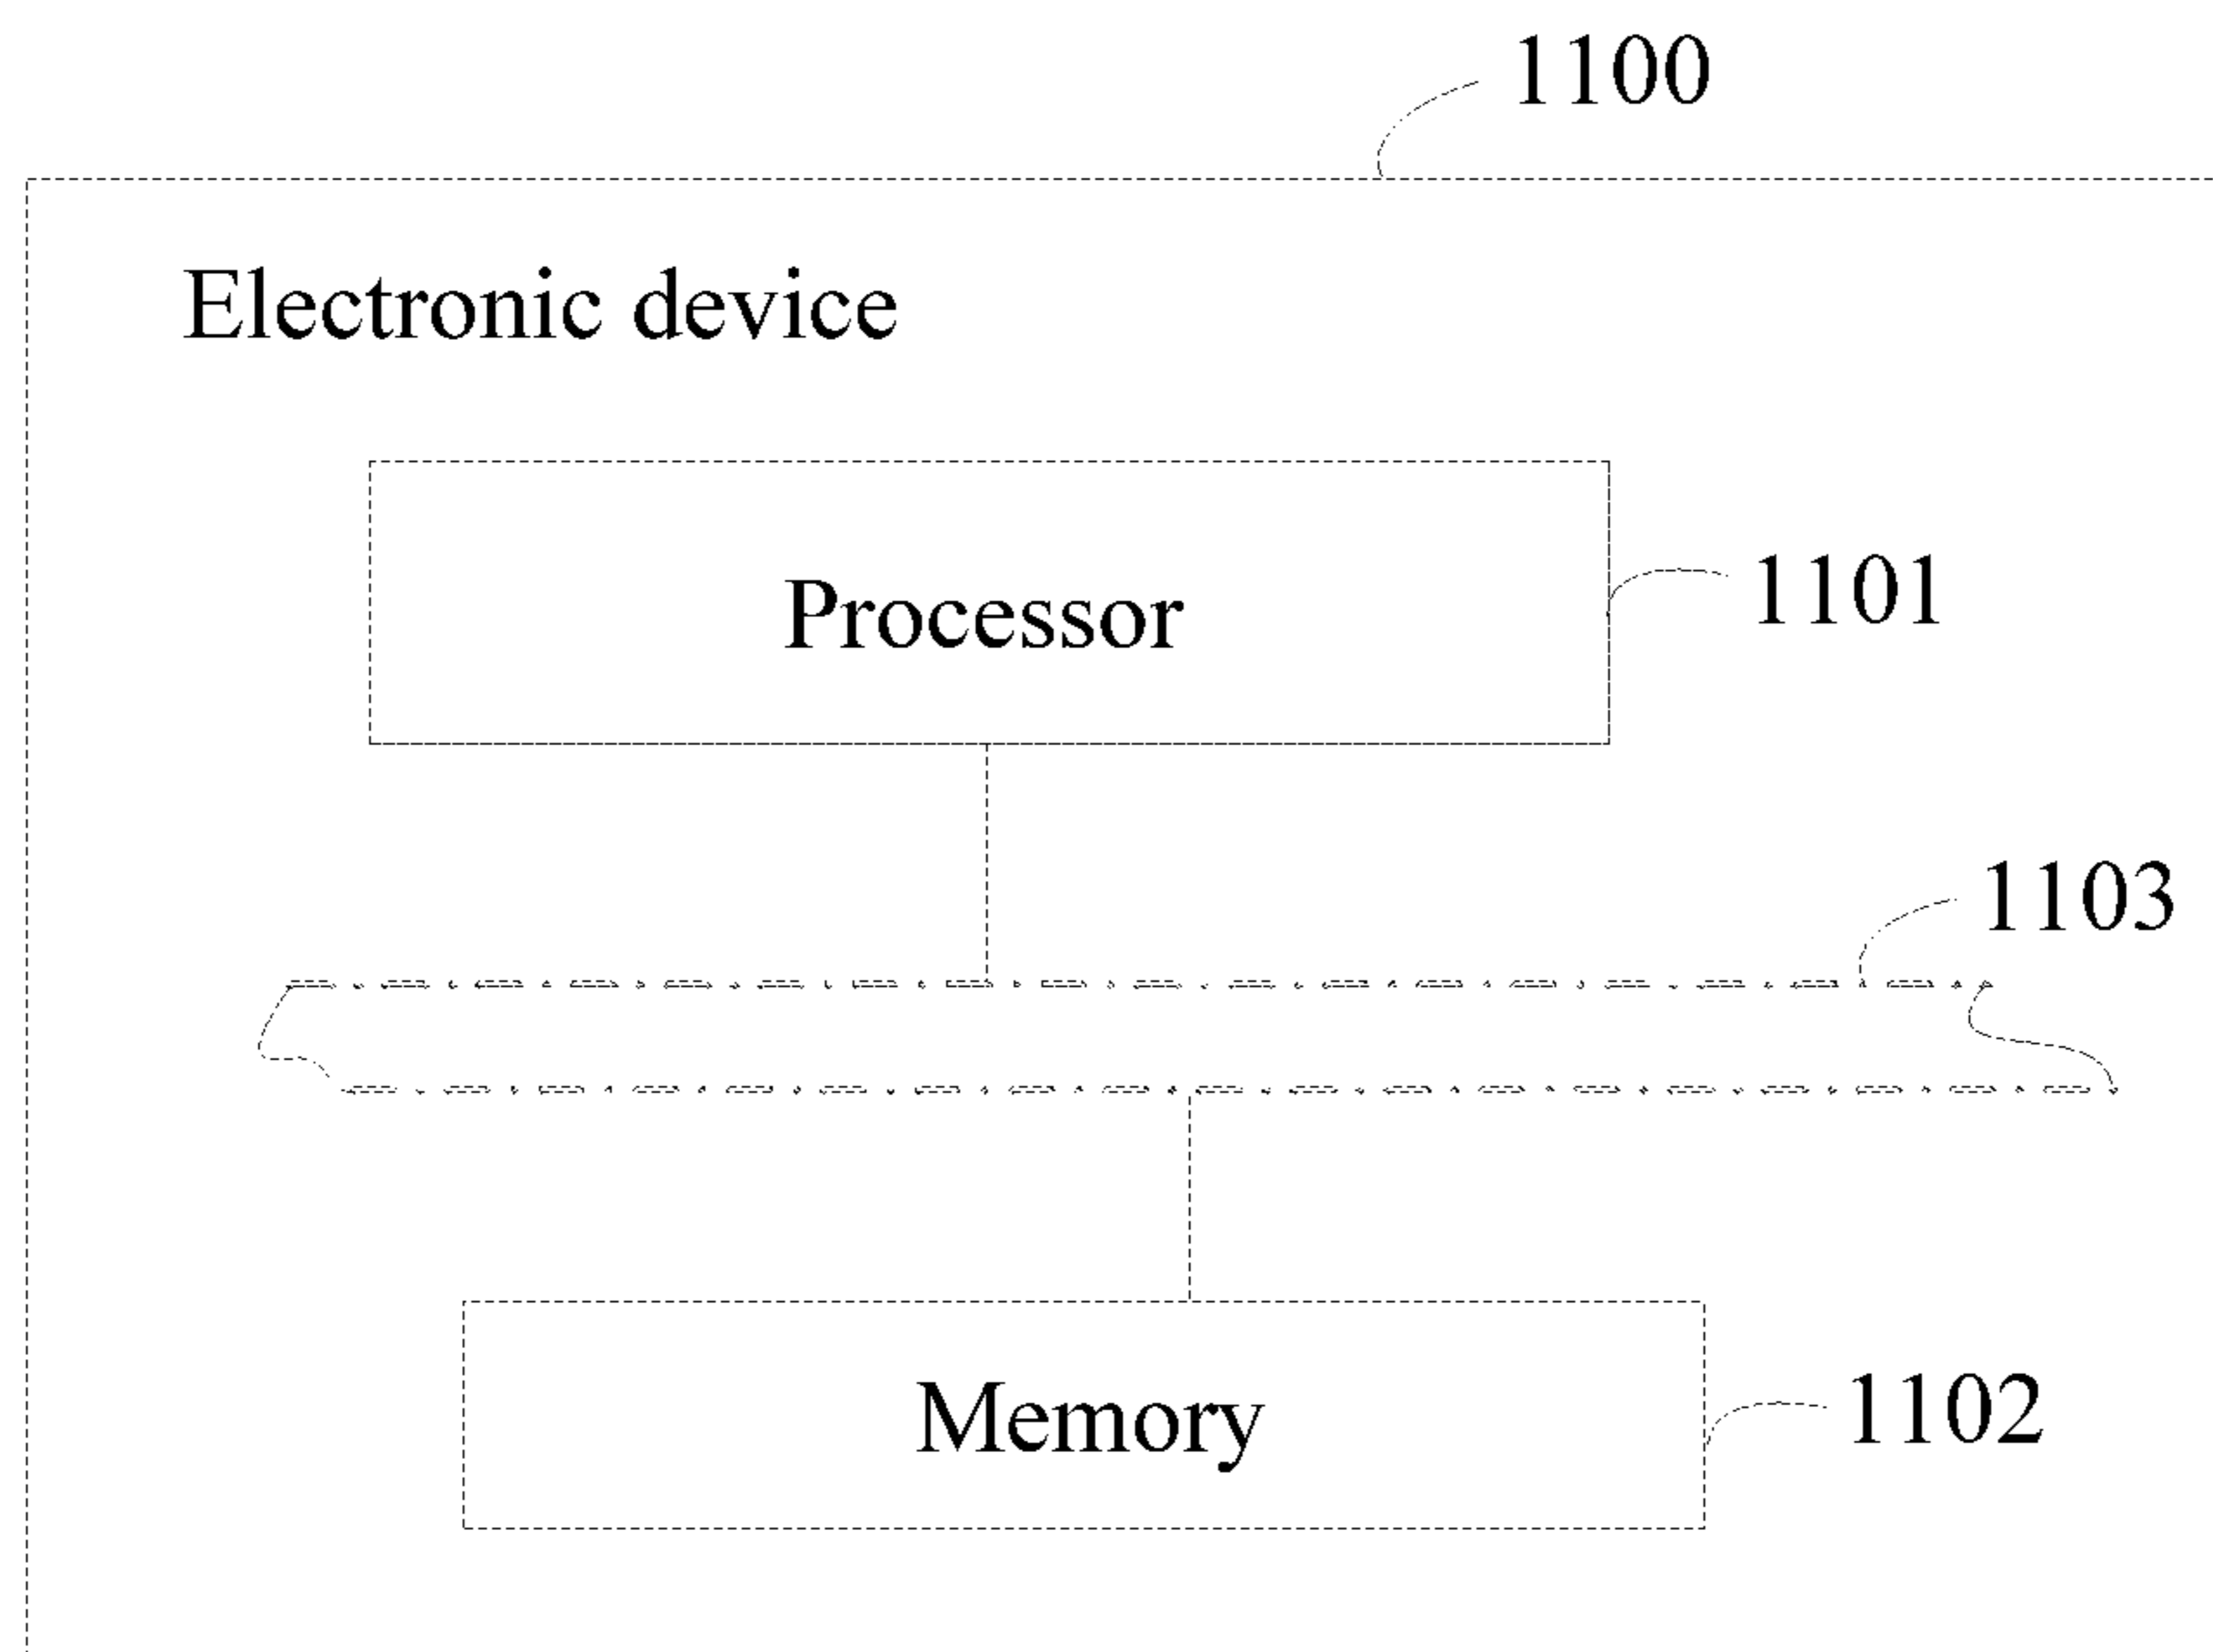 1100
Electronic device
Processor
1101
1103
Memory
1102